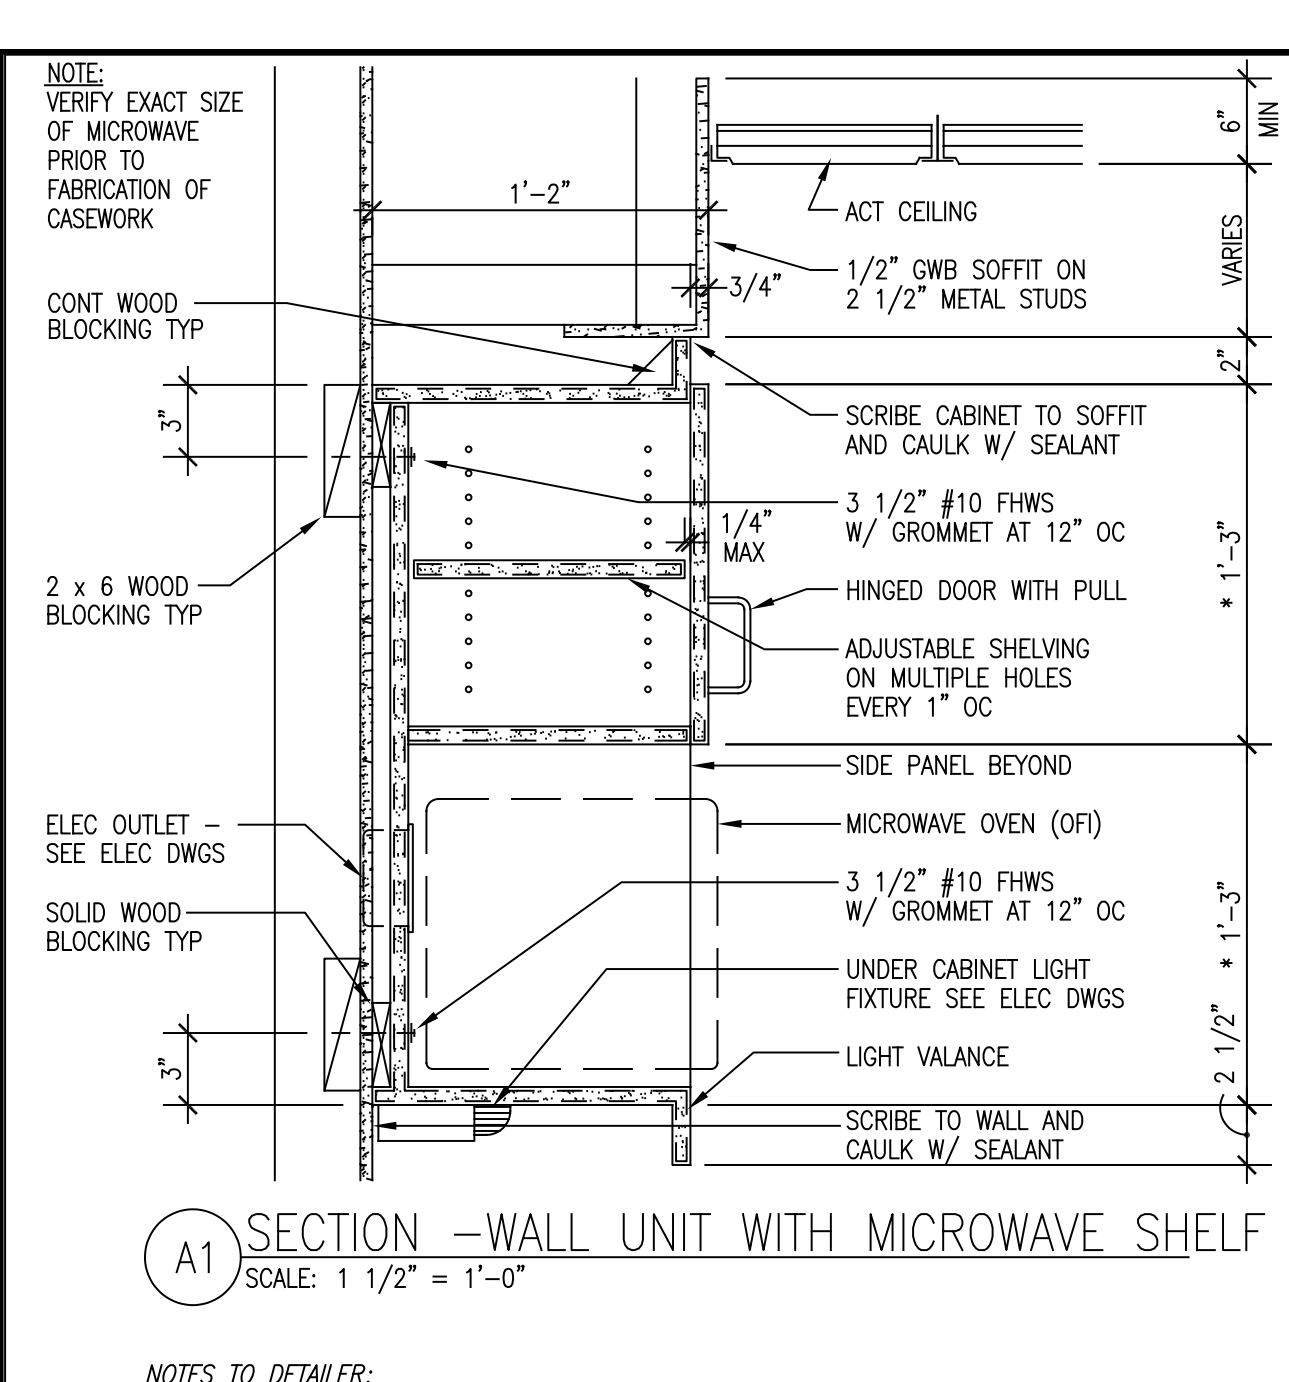 NOTE:
VERIFY EXACT SIZE
OF MICROWAVE
PRIOR TO
FABRICATION OF
CASEWORK
CONT WOOD
BLOCKING TYP
3"
2 x 6 WOOD
BLOCKING TYP
ELEC OUTLET –
SEE ELEC DWGS
SOLID WOOD
BLOCKING TYP
3"
1'–2"
3/4"
1/4"
MAX
ACT CEILING
1/2" GWB SOFFIT ON
2 1/2" METAL STUDS
SCRIBE CABINET TO SOFFIT
AND CAULK W/ SEALANT
3 1/2" #10 FHWS
W/ GROMMET AT 12" OC
HINGED DOOR WITH PULL
ADJUSTABLE SHELVING
ON MULTIPLE HOLES
EVERY 1" OC
SIDE PANEL BEYOND
MICROWAVE OVEN (OFI)
3 1/2" #10 FHWS
W/ GROMMET AT 12" OC
UNDER CABINET LIGHT
FIXTURE SEE ELEC DWGS
LIGHT VALANCE
SCRIBE TO WALL AND
CAULK W/ SEALANT
6"
MIN
VARIES
2"
* 1'–3"
* 1'–3"
2 1/2"
A1
SECTION –WALL UNIT WITH MICROWAVE SHELF
SCALE: 1 1/2" = 1'–0"
NOTES TO DETAILER: